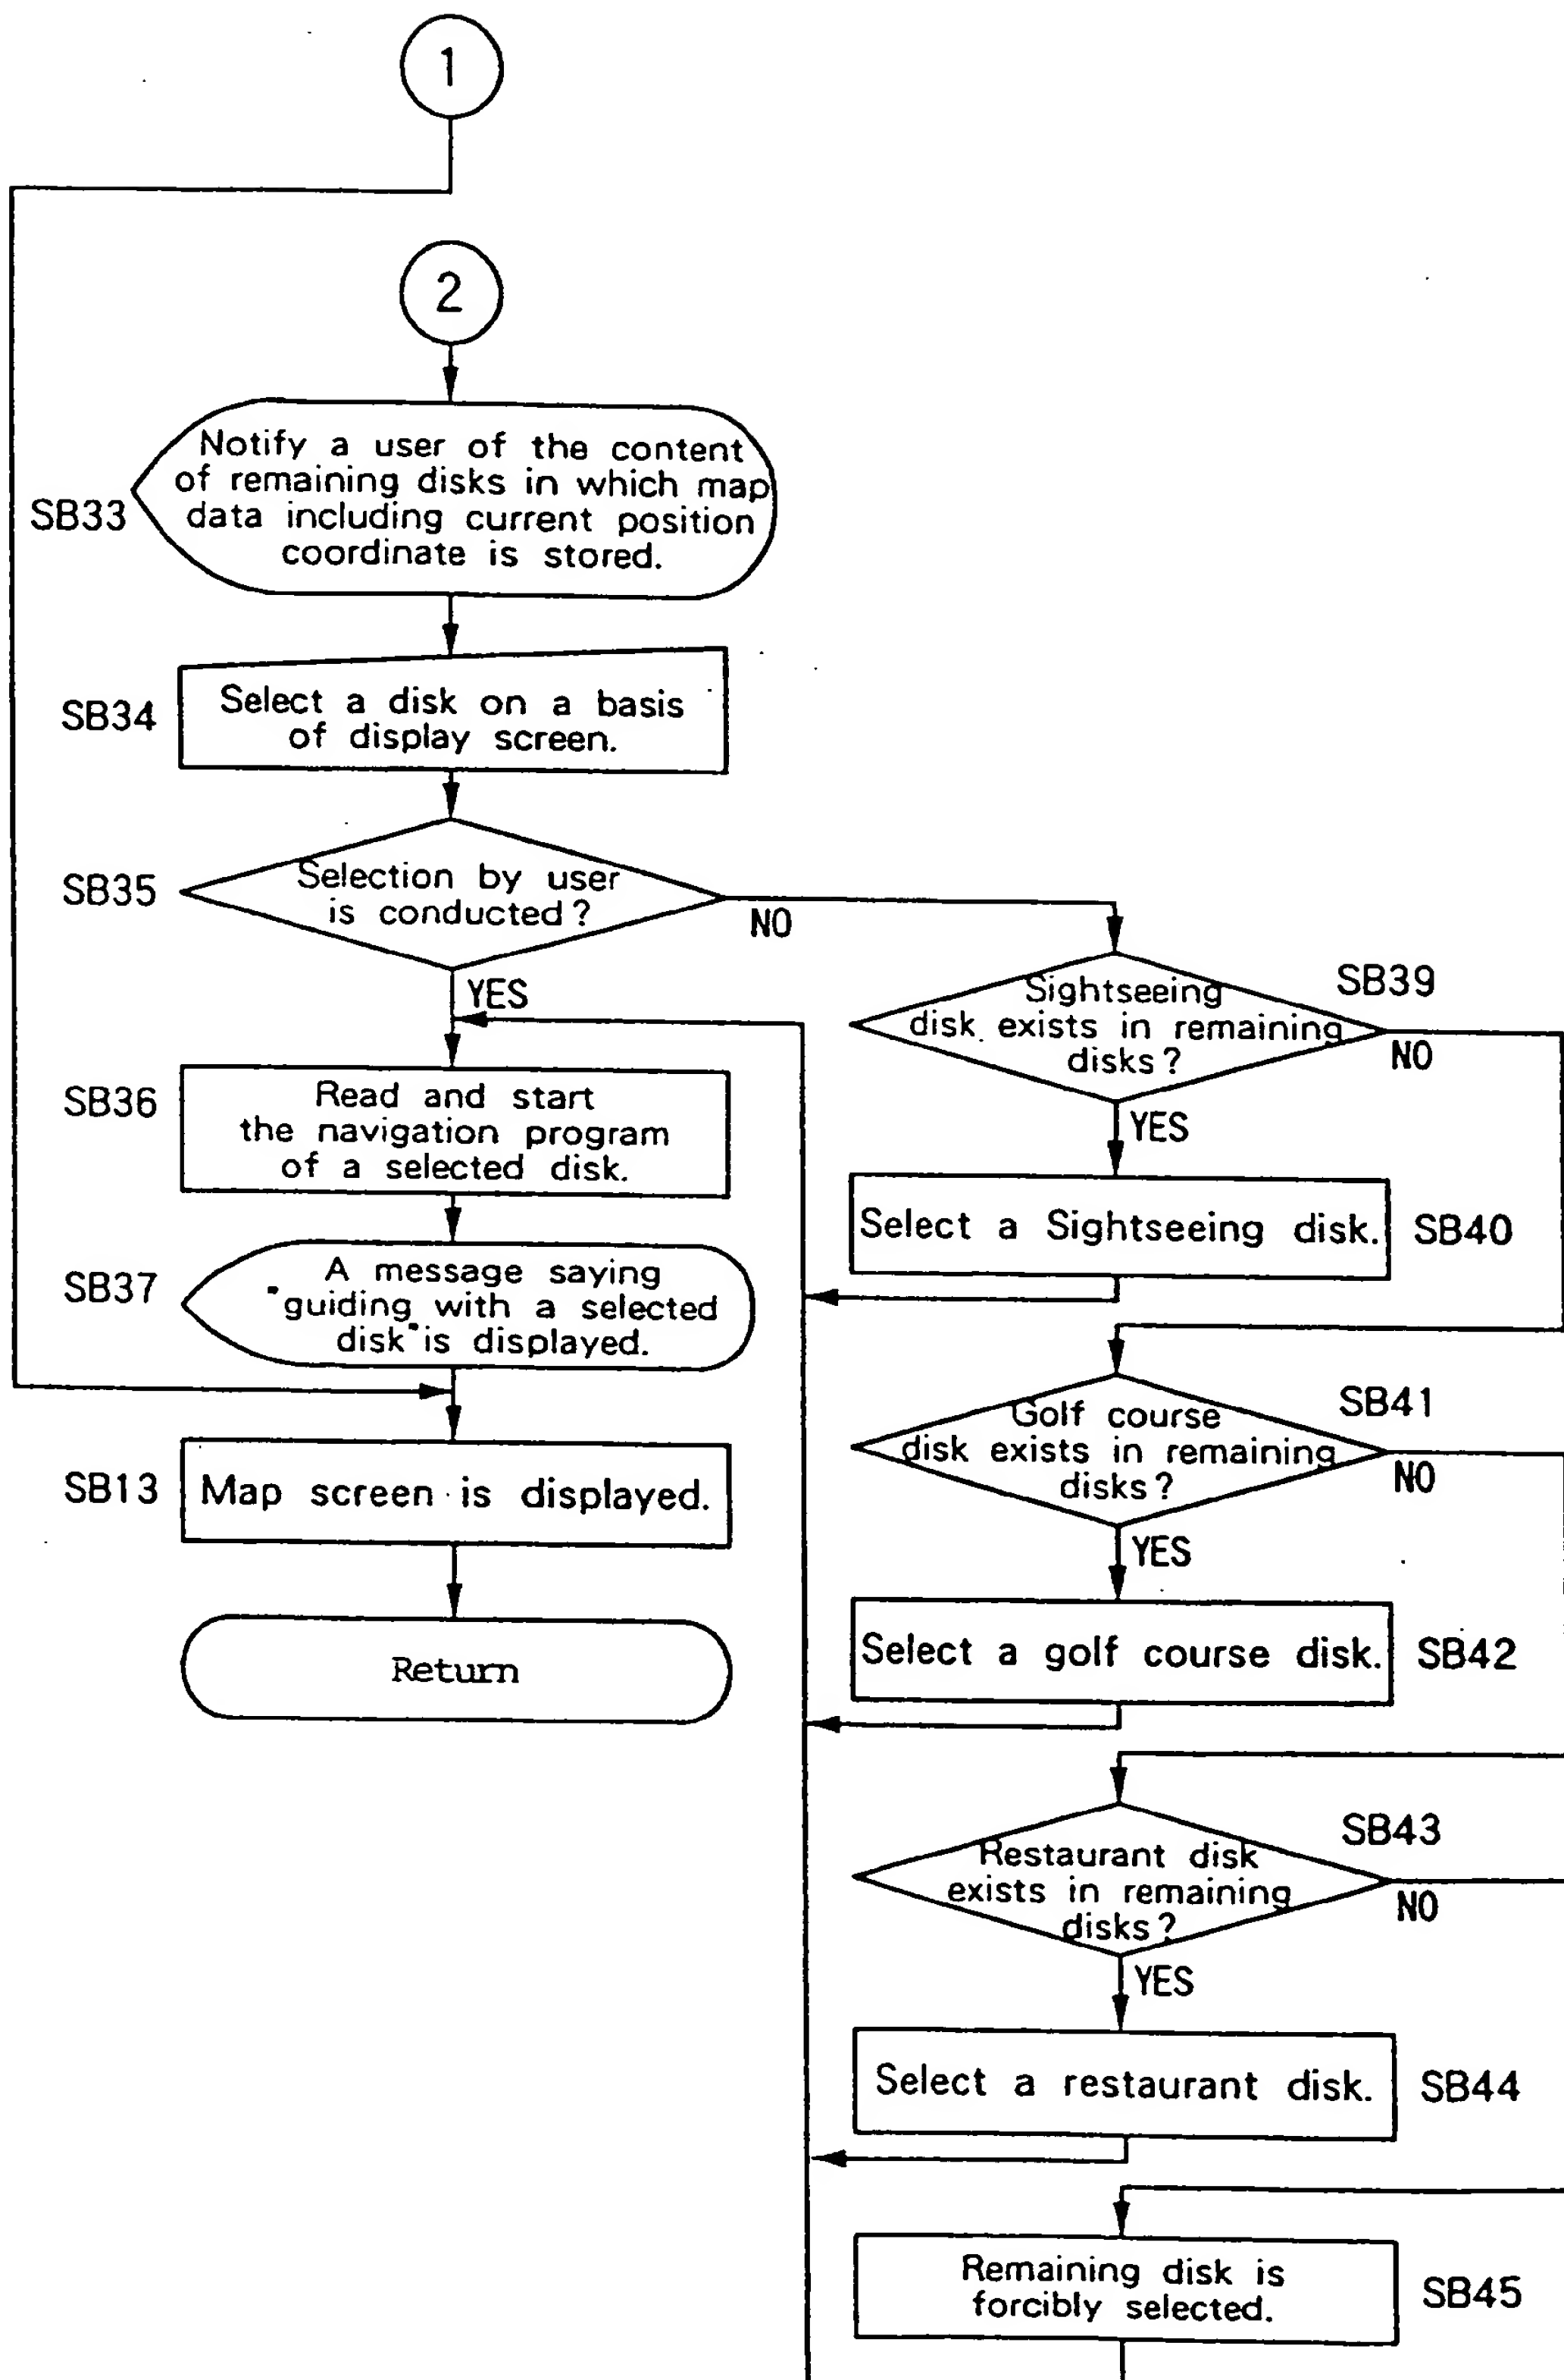 1
2
SB33
Notify a user of the content
of remaining disks in which map
data including current position
coordinate is stored.
SB34
Select a disk on a basis
of display screen.
SB35
Selection by user
is conducted?
NO
YES
SB36
Read and start
the navigation program
of a selected disk.
SB37
A message saying
"guiding with a selected
disk" is displayed.
SB13
Map screen is displayed.
Return
SB39
Sightseeing
disk exists in remaining
disks?
NO
YES
Select a Sightseeing disk.
SB40
SB41
Golf course
disk exists in remaining
disks?
NO
YES
Select a golf course disk.
SB42
SB43
Restaurant disk
exists in remaining
disks?
NO
YES
Select a restaurant disk.
SB44
Remaining disk is
forcibly selected.
SB45